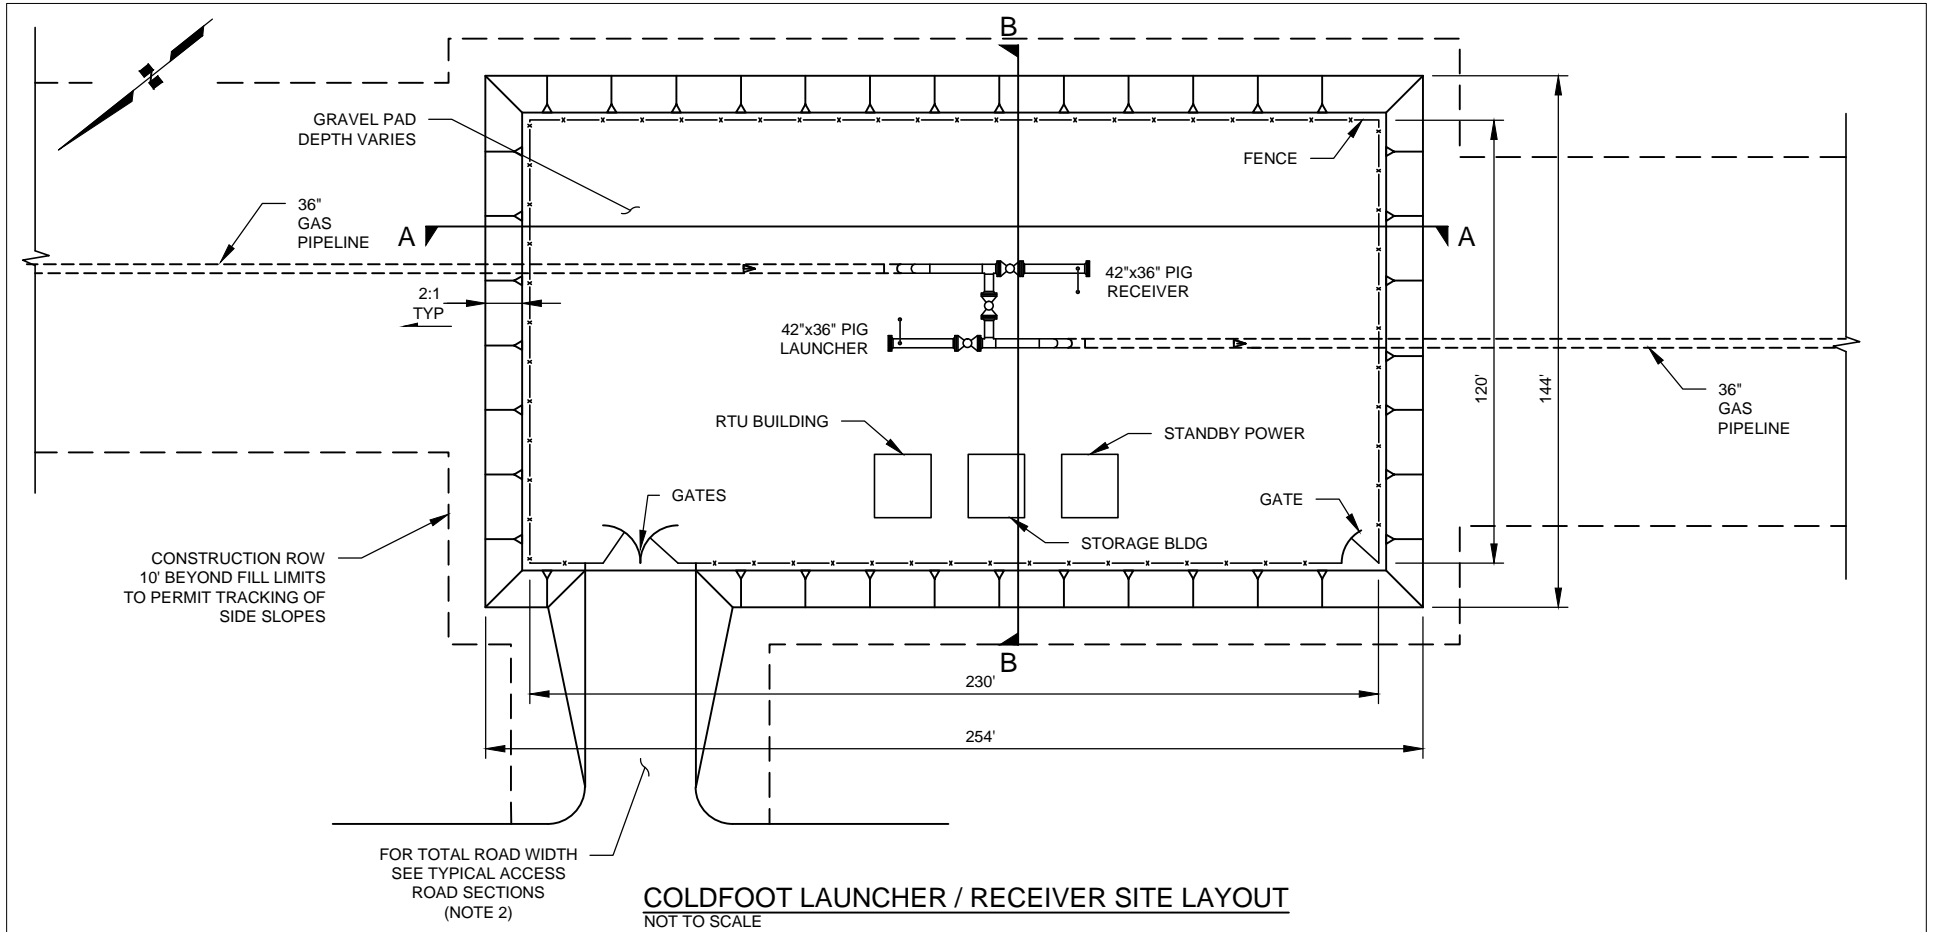 B
GRAVEL PAD
DEPTH VARIES
FENCE
36"
GAS
PIPELINE
A
A
42"x36" PIG
RECEIVER
2:1
TYP
42"x36" PIG
LAUNCHER
120'
144'
36"
GAS
PIPELINE
RTU BUILDING
STANDBY POWER
GATES
GATE
STORAGE BLDG
CONSTRUCTION ROW
10' BEYOND FILL LIMITS
TO PERMIT TRACKING OF
SIDE SLOPES
B
230'
254'
FOR TOTAL ROAD WIDTH
SEE TYPICAL ACCESS
ROAD SECTIONS
(NOTE 2)
COLDFOOT LAUNCHER / RECEIVER SITE LAYOUT
NOT TO SCALE